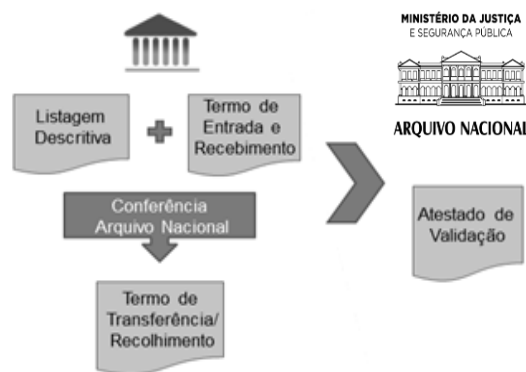 MINISTÉRIO DA JUSTIÇA
E SEGURANÇA PÚBLICA
ARQUIVO NACIONAL
Listagem
Descritiva
Termo de
Entrada e
Recebimento
Conferência
Arquivo Nacional
Termo de
Transferência/
Recolhimento
Atestado de
Validação